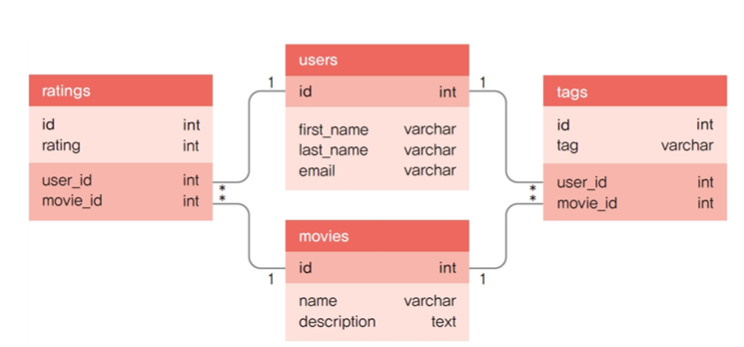 users
1
id int
1
first_name varchar
last_name varchar
email varchar
ratings
id int
rating int
user_id int
movie_id int
*
*
tags
id int
tag varchar
user_id int
movie_id int
*
*
movies
1
id int
1
name varchar
description text